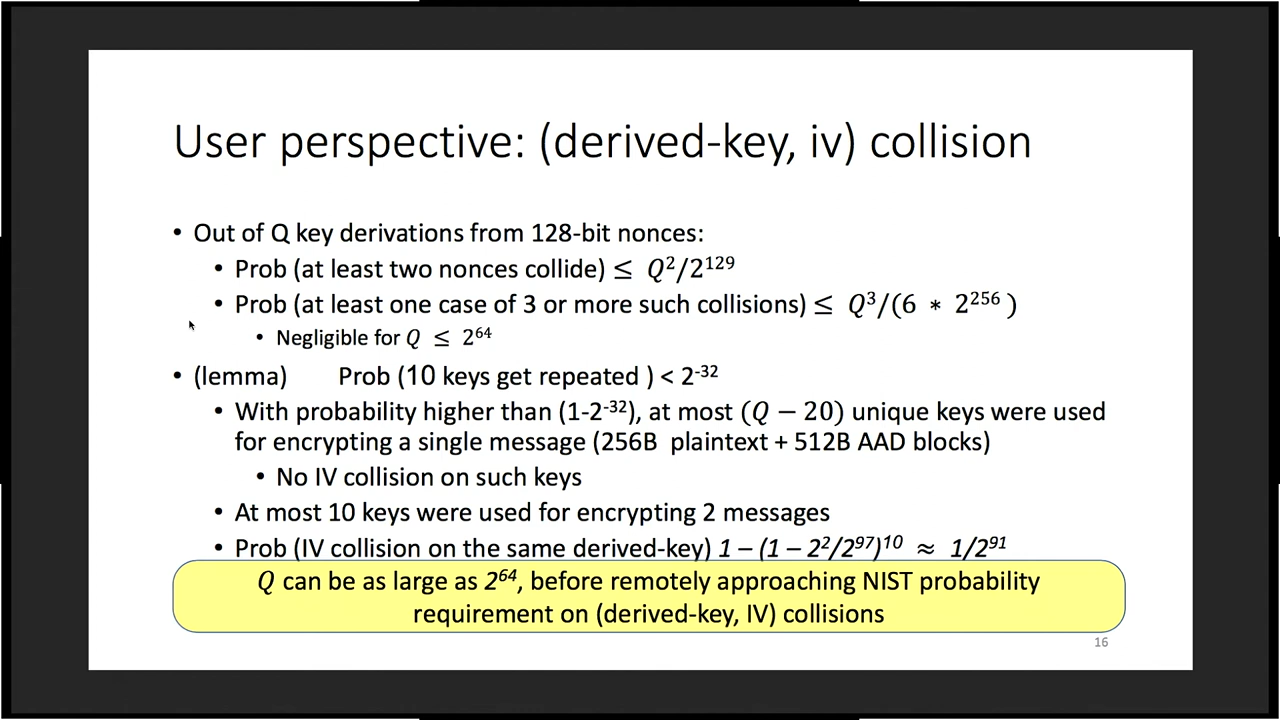 User perspective: (derived-key, iv) collision
• Out of Q key derivations from 128-bit nonces:
• Prob (at least two nonces collide) ≤ Q²/2¹²⁹
• Prob (at least one case of 3 or more such collisions) ≤ Q³/(6 * 2²⁵⁶ )
• Negligible for Q ≤ 2⁶⁴
• (lemma) Prob (10 keys get repeated ) < 2⁻³²
• With probability higher than (1-2⁻³²), at most (Q − 20) unique keys were used
for encrypting a single message (256B plaintext + 512B AAD blocks)
• No IV collision on such keys
• At most 10 keys were used for encrypting 2 messages
• Prob (IV collision on the same derived-key) 1 – (1 – 2²/2⁹⁷)¹⁰ ≈ 1/2⁹¹
Q can be as large as 2⁶⁴, before remotely approaching NIST probability
requirement on (derived-key, IV) collisions
16